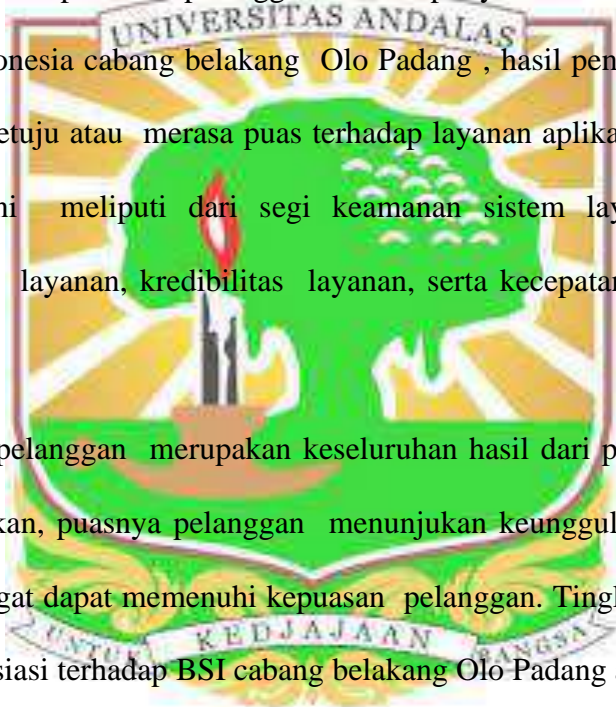 UNIVERSITAS ANDALAS
onesia cabang belakang Olo Padang , hasil pen
etuju atau merasa puas terhadap layanan aplika
ni meliputi dari segi keamanan sistem lay
layanan, kredibilitas layanan, serta kecepatan
pelanggan merupakan keseluruhan hasil dari p
kan, puasnya pelanggan menunjukan keunggul
gat dapat memenuhi kepuasan pelanggan. Tingk
UNTUK KEDJAJAAN BANGSA
siasi terhadap BSI cabang belakang Olo Padang